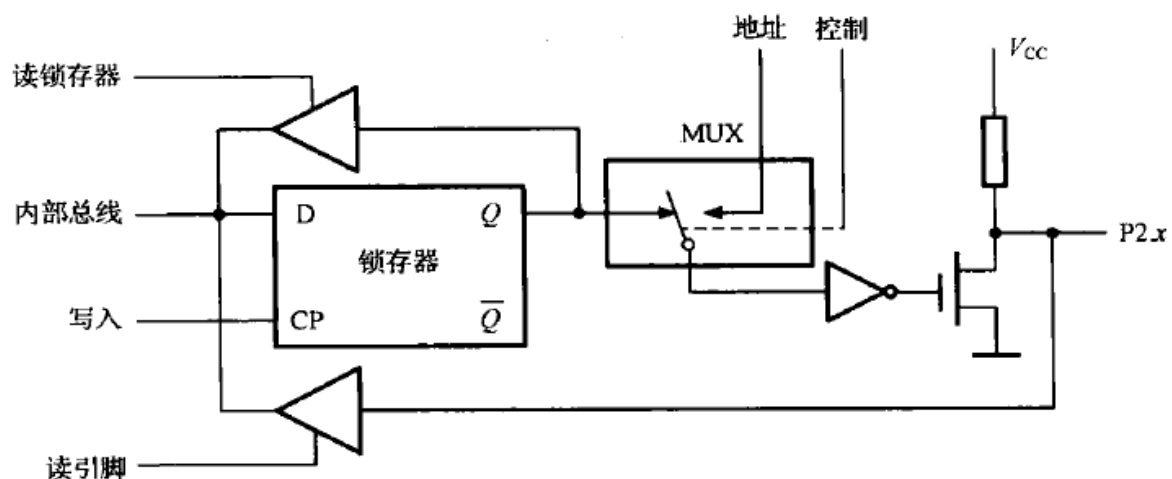 地址 控制
V_CC
读锁存器
MUX
内部总线
D Q
P2.x
锁存器
写入
CP Q̅
读引脚